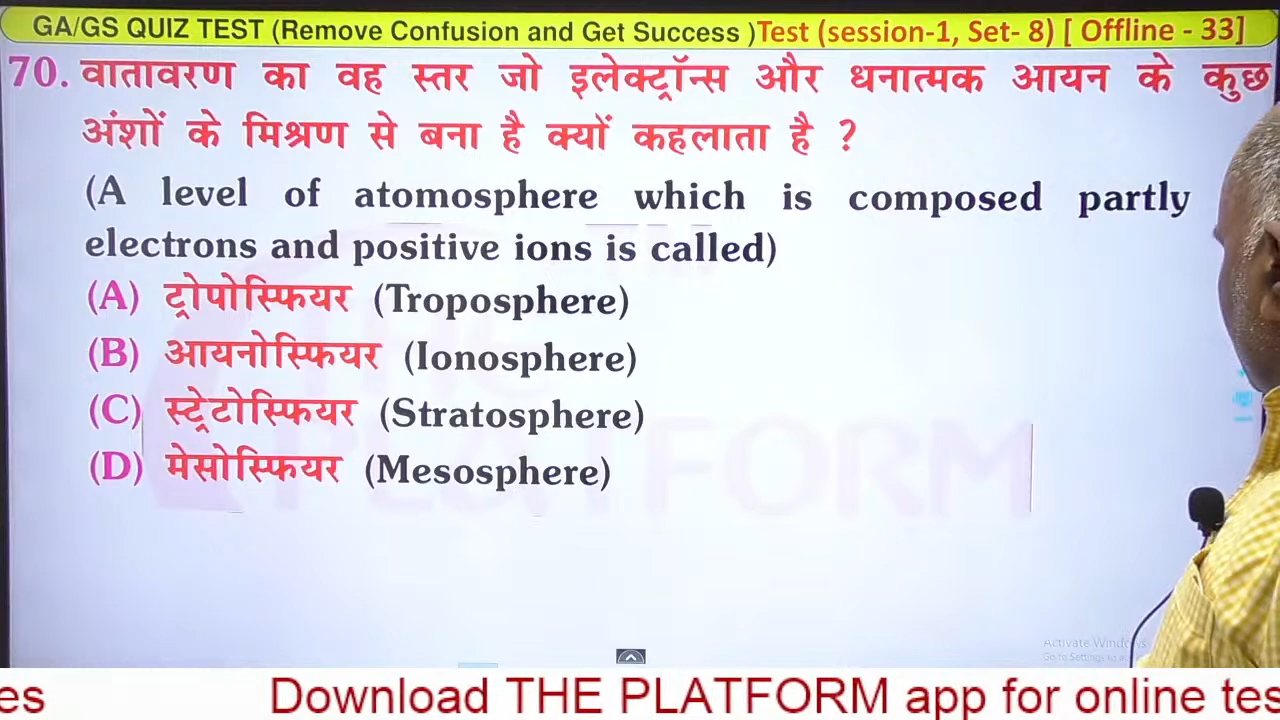 GA/GS QUIZ TEST (Remove Confusion and Get Success )Test (session-1, Set- 8) [ Offline - 33]
70. वातावरण का वह स्तर जो इलेक्ट्रॉन्स और धनात्मक आयन के कुछ
अंशों के मिश्रण से बना है क्यों कहलाता है ?
(A level of atomosphere which is composed partly
electrons and positive ions is called)
(A) ट्रोपोस्फियर (Troposphere)
(B) आयनोस्फियर (Ionosphere)
(C) स्ट्रेटोस्फियर (Stratosphere)
(D) मेसोस्फियर (Mesosphere)
PLATFORM
Activate Windows
es Download THE PLATFORM app for online tes